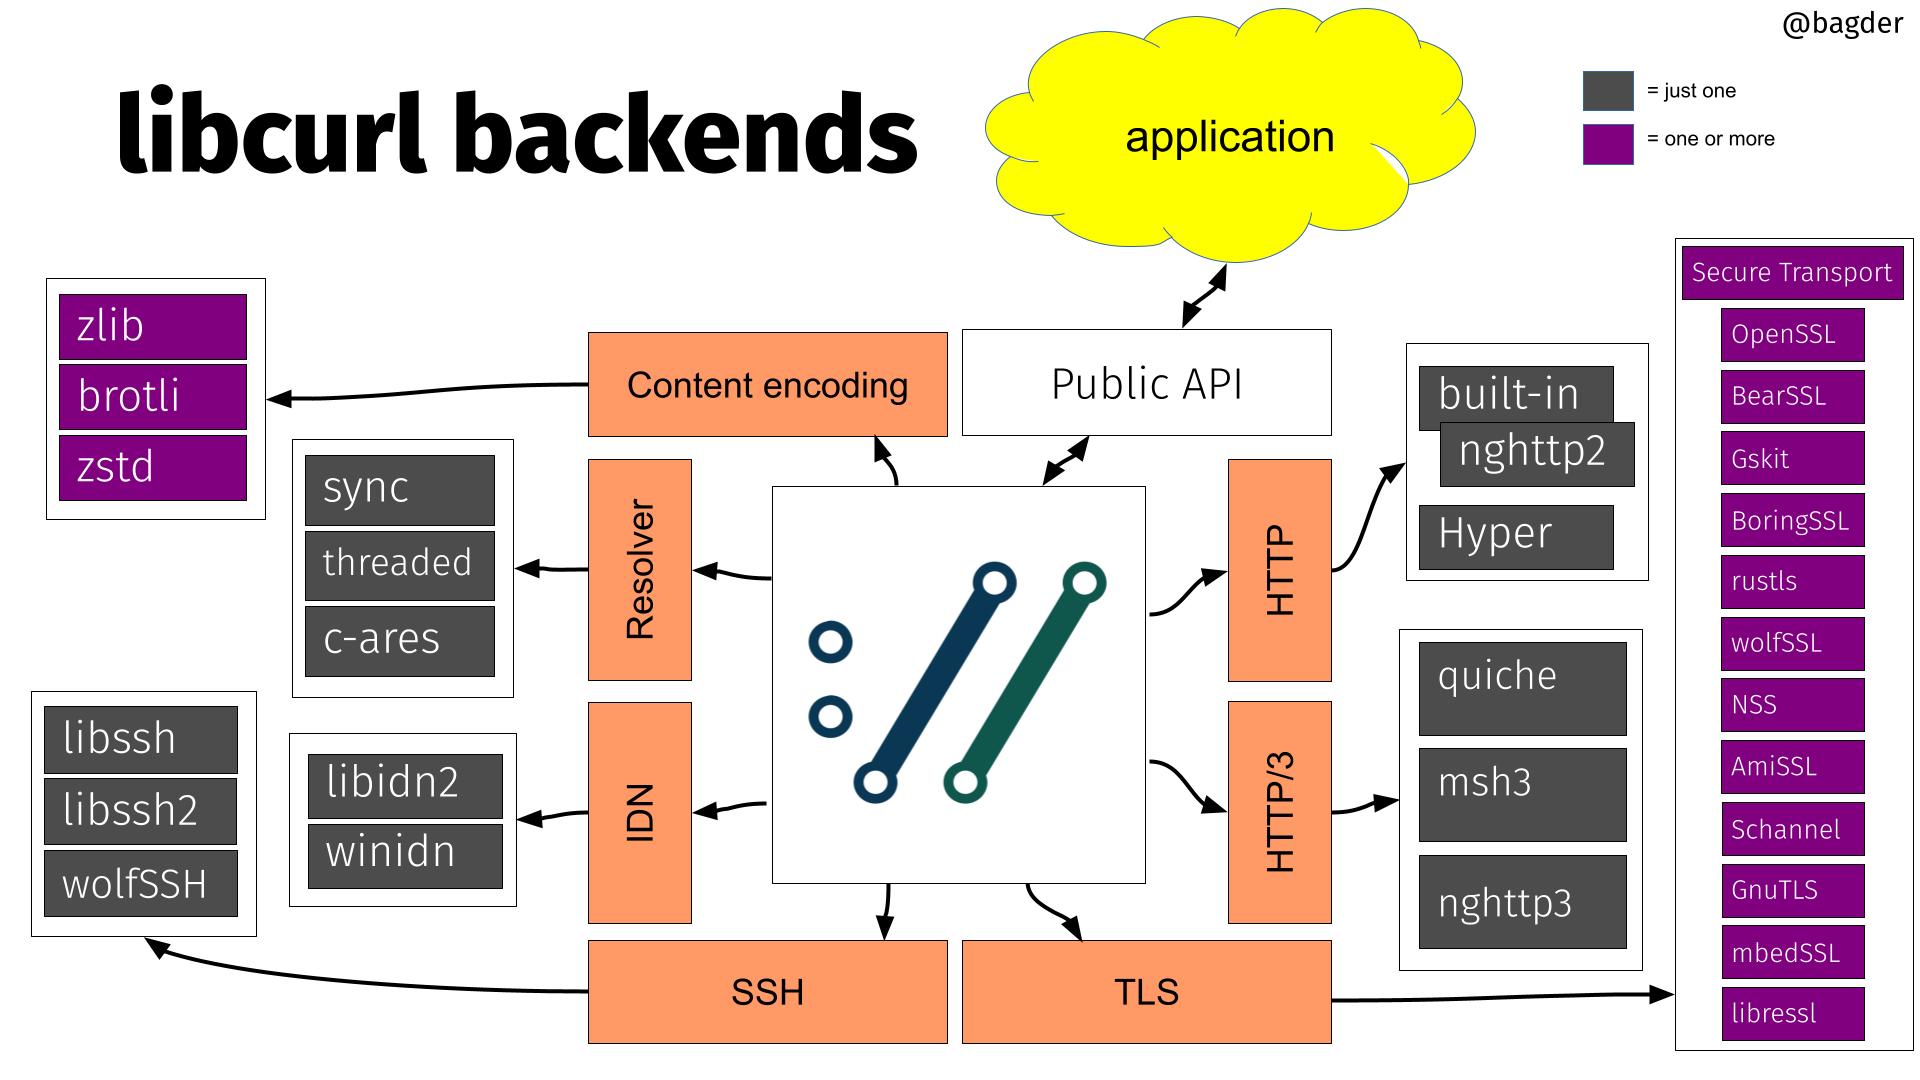 @bagder
libcurl backends
application
= just one
= one or more
zlib
brotli
zstd
Content encoding
Public API
sync
threaded
c-ares
Resolver
HTTP
built-in
nghttp2
Hyper
libssh
libssh2
wolfSSH
libidn2
winidn
IDN
HTTP/3
quiche
msh3
nghttp3
SSH
TLS
Secure Transport
OpenSSL
BearSSL
Gskit
BoringSSL
rustls
wolfSSL
NSS
AmiSSL
Schannel
GnuTLS
mbedSSL
libressl